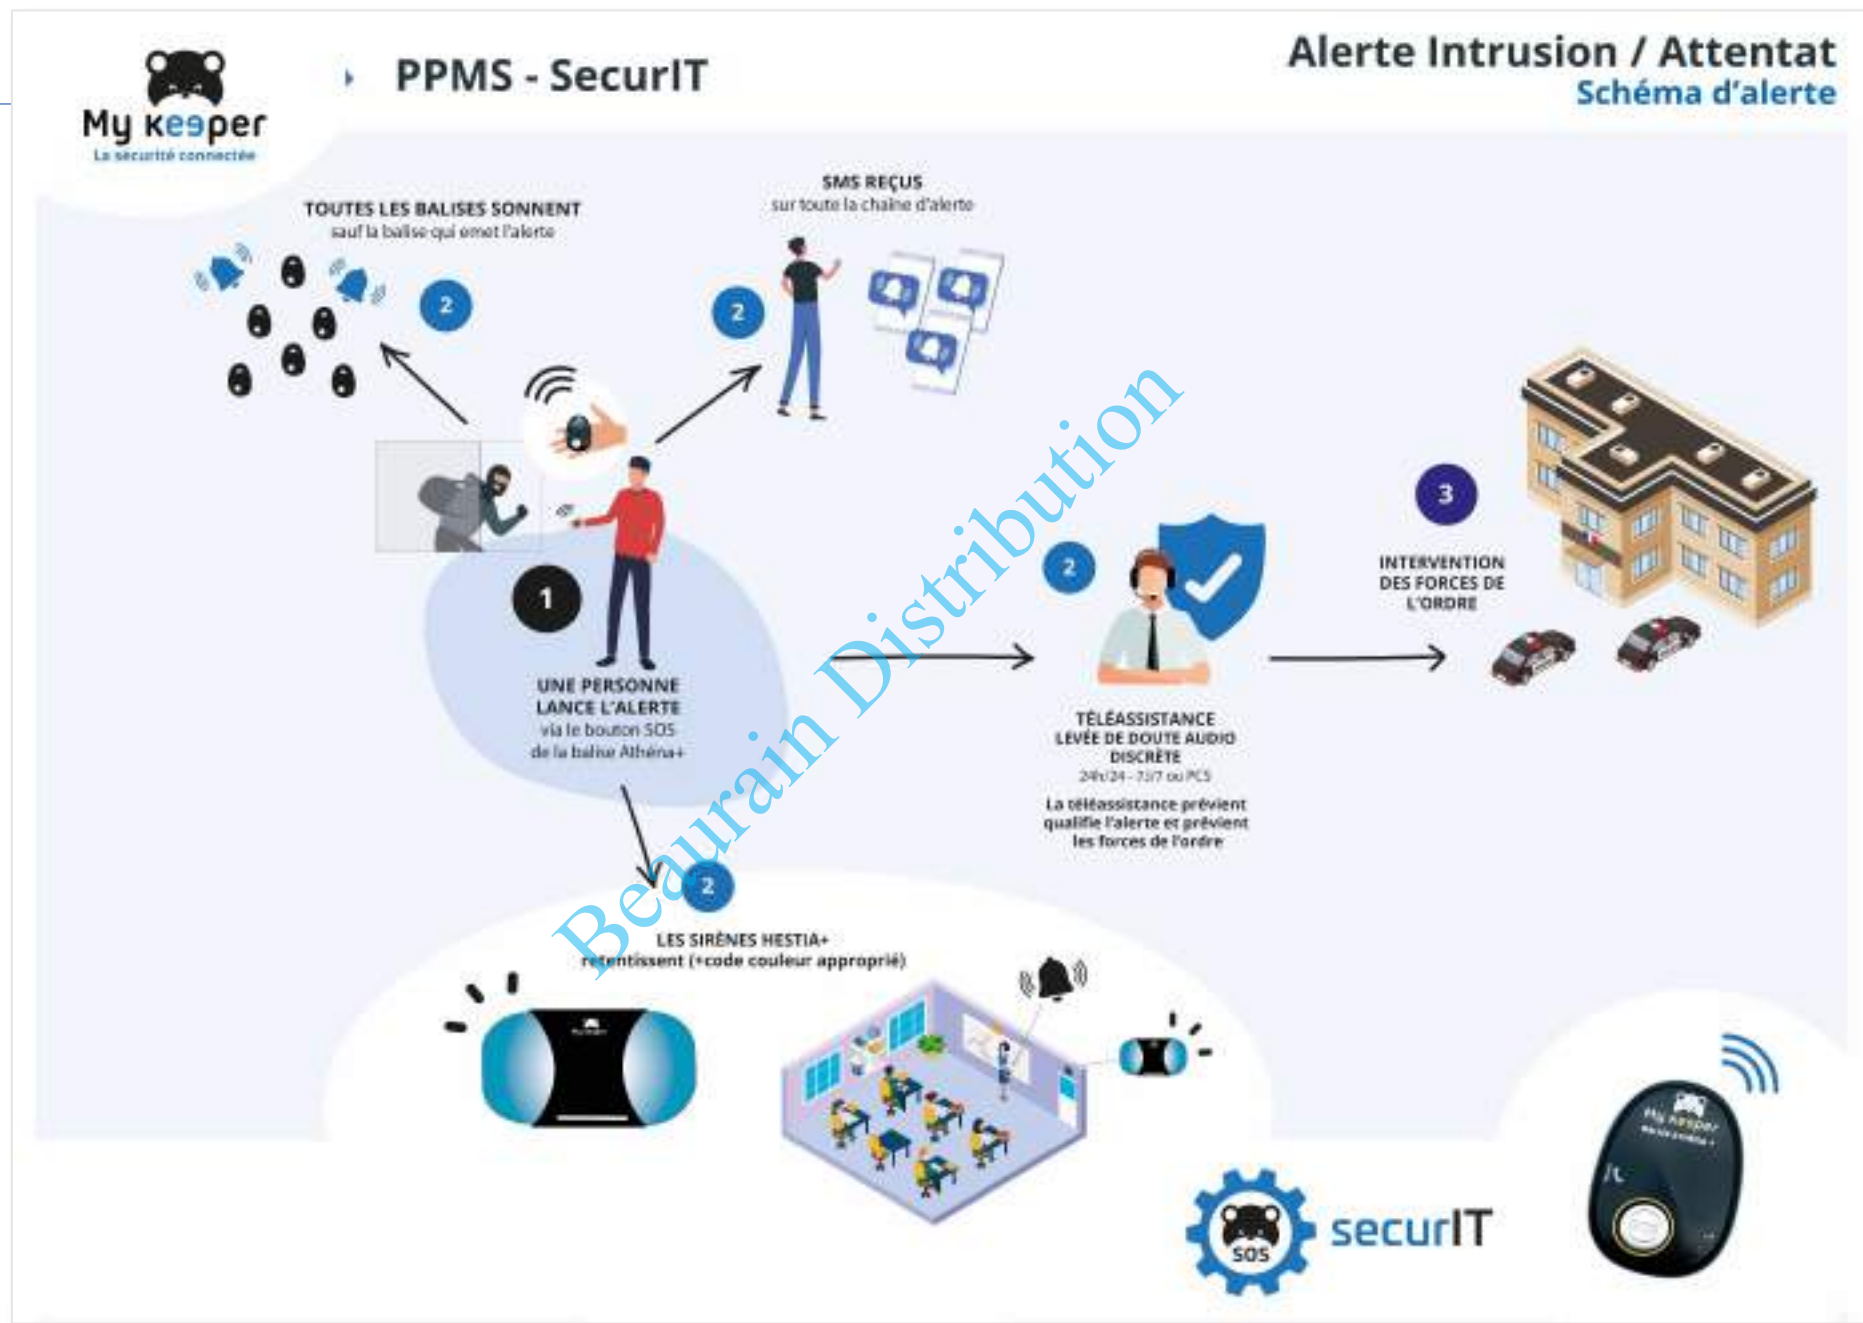 My Keeper
La sécurité connectée
PPMS - SecurIT
Alerte Intrusion / Attentat
Schéma d'alerte
TOUTES LES BALISES SONNENT
sauf la balise qui emet l'alerte
2
SMS REÇUS
sur toute la chaîne d'alerte
2
1
UNE PERSONNE
LANCE L'ALERTE
via le bouton SOS
de la balise Athéna+
2
TÉLÉASSISTANCE
LEVÉE DE DOUTE AUDIO
DISCRÈTE
24h/24 - 7J/7 ou PCS
La téléassistance prévient
qualifie l'alerte et prévient
les forces de l'ordre
3
INTERVENTION
DES FORCES DE
L'ORDRE
2
LES SIRÈNES HESTIA+
retentissent (+code couleur approprié)
Beaurain Distribution
SOS
securIT
My Keeper